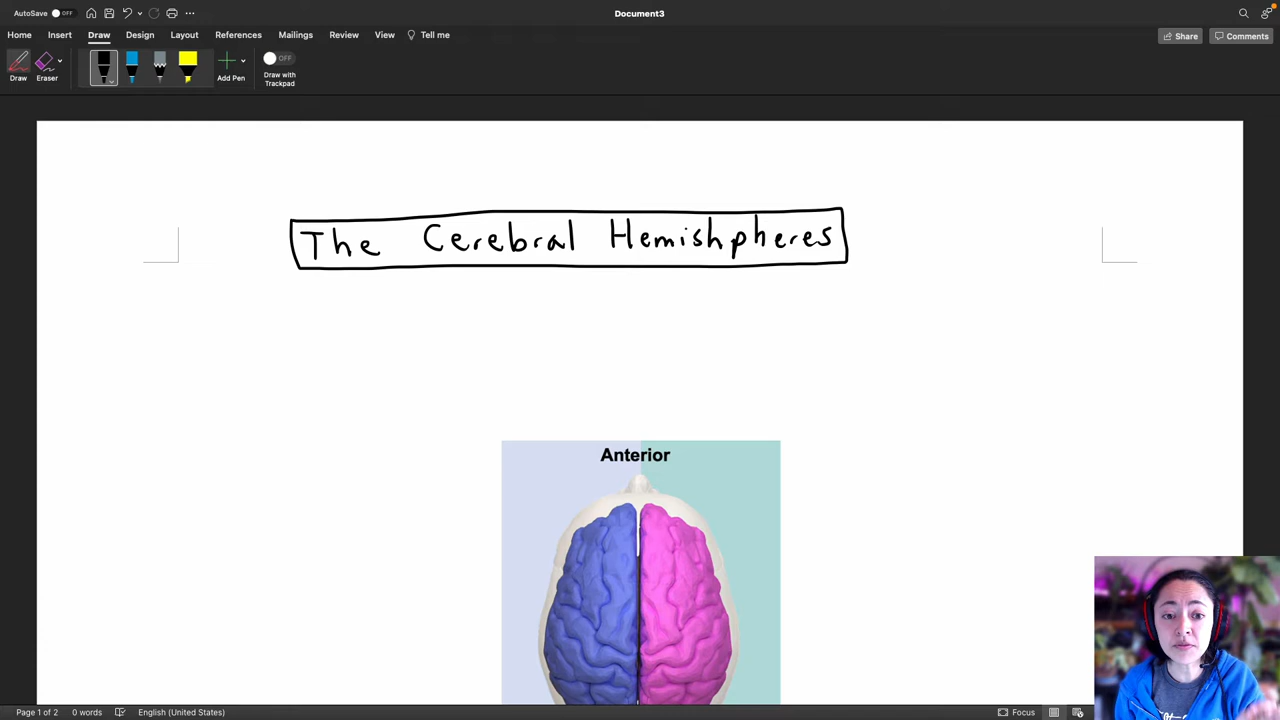 AutoSave OFF
Document3
Home Insert Draw Design Layout References Mailings Review View Tell me
Share Comments
Draw Eraser Add Pen OFF Draw with Trackpad
The Cerebral Hemishpheres
Anterior
Page 1 of 2 0 words English (United States) Focus